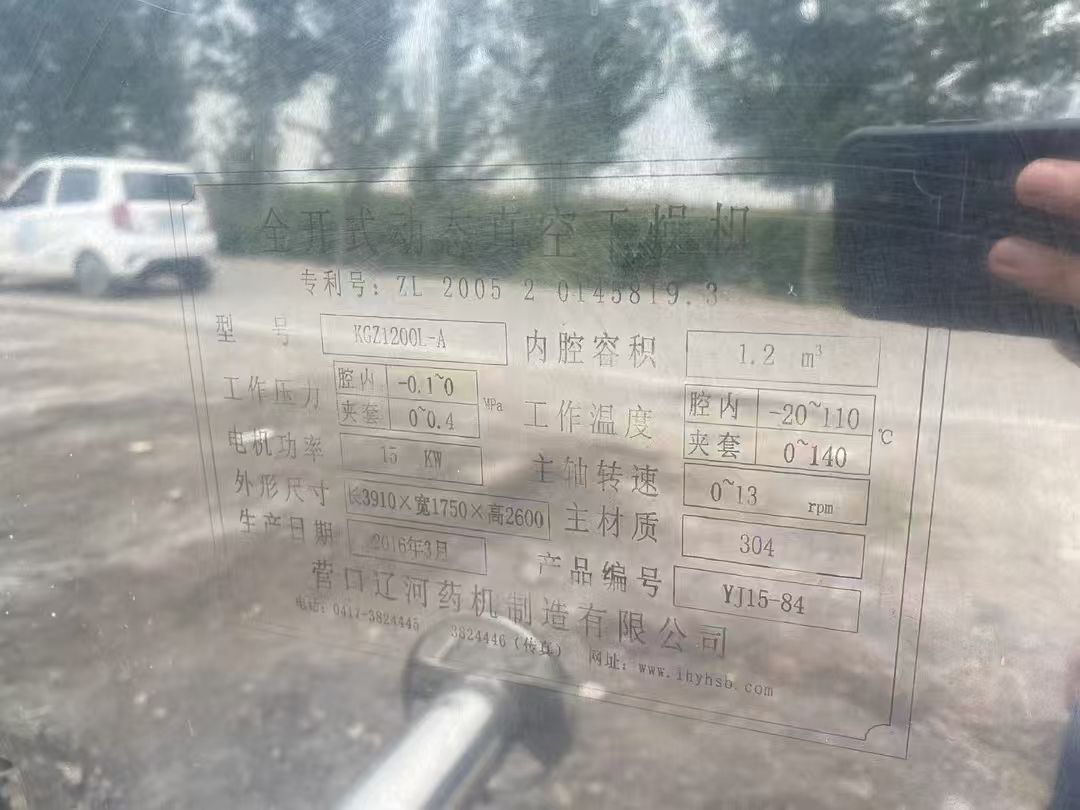 全开式动态真空干燥机
专利号: ZL 2005 2 0145819.3
型 号 KGZ1200L-A 内腔容积 1.2 m³
工作压力 腔内 -0.1~0 夹套 0~0.4 MPa 工作温度 腔内 -20~110 夹套 0~140 ℃
电机功率 15 KW 主轴转速 0~13 rpm
外形尺寸 长3910×宽1750×高2600 主材质 304
生产日期 2016年3月 产品编号 YJ15-84
营口辽河药机制造有限公司
电话: 0417-3824445 3824446(传真) 网址: www.lhyhsb.com